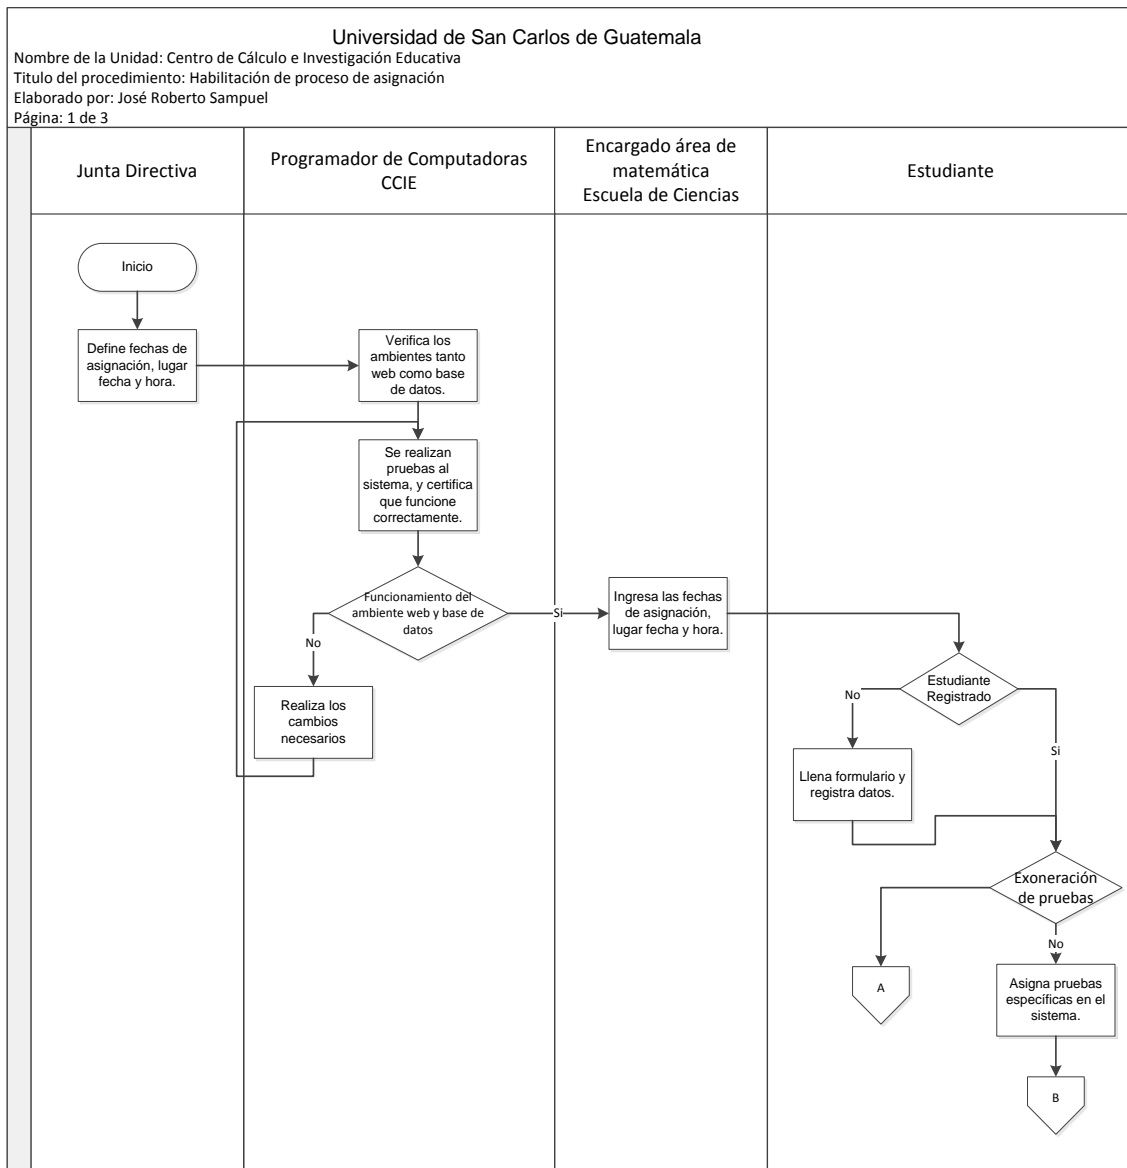 Universidad de San Carlos de Guatemala
Nombre de la Unidad: Centro de Cálculo e Investigación Educativa
Titulo del procedimiento: Habilitación de proceso de asignación
Elaborado por: José Roberto Sampuel
Página: 1 de 3
Junta Directiva
Programador de Computadoras
CCIE
Encargado área de
matemática
Escuela de Ciencias
Estudiante
Inicio
Define fechas de
asignación, lugar
fecha y hora.
Verifica los
ambientes tanto
web como base
de datos.
Se realizan
pruebas al
sistema, y certifica
que funcione
correctamente.
Funcionamiento del
ambiente web y base de
datos
Si
No
Realiza los
cambios
necesarios
Ingresa las fechas
de asignación,
lugar fecha y hora.
Estudiante
Registrado
No
Si
Llena formulario y
registra datos.
Exoneración
de pruebas
No
A
Asigna pruebas
específicas en el
sistema.
B